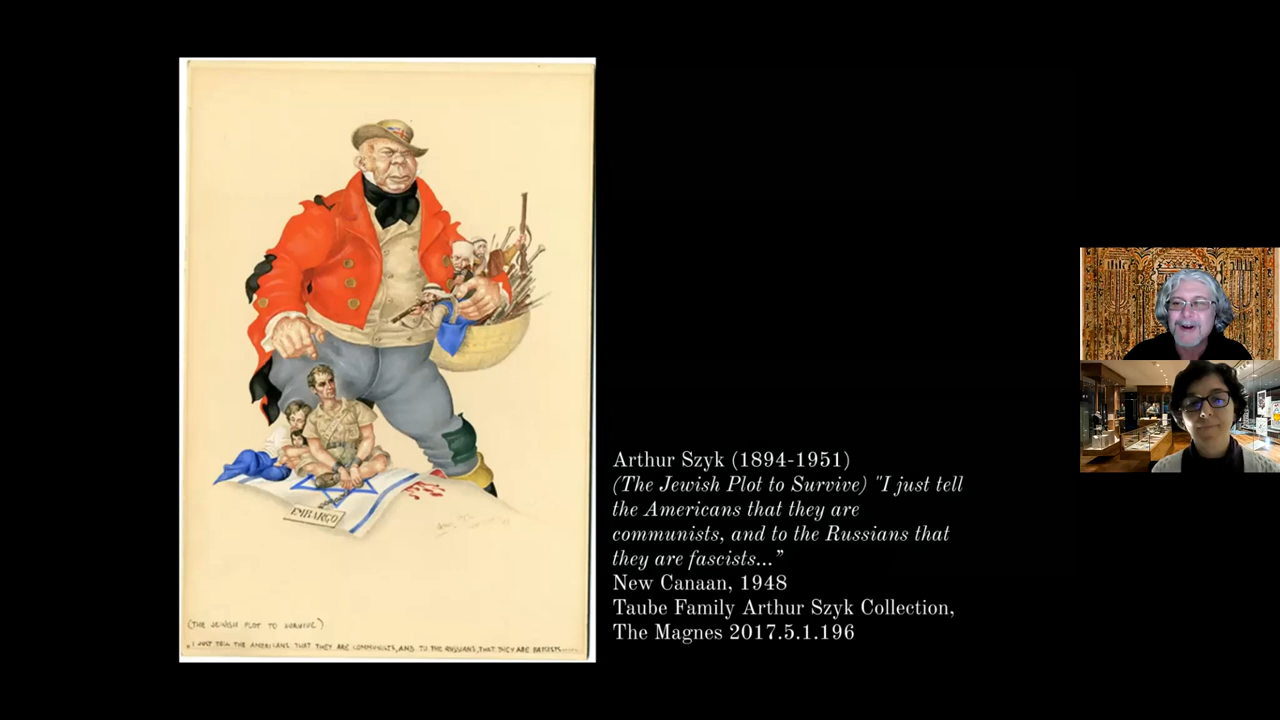 EMBARGO
(THE JEWISH PLOT TO SURVIVE)
"I JUST TELL THE AMERICANS THAT THEY ARE COMMUNISTS, AND TO THE RUSSIANS, THAT THEY ARE FASCISTS.....
Arthur Szyk (1894-1951)
(The Jewish Plot to Survive) "I just tell
the Americans that they are
communists, and to the Russians that
they are fascists..."
New Canaan, 1948
Taube Family Arthur Szyk Collection,
The Magnes 2017.5.1.196